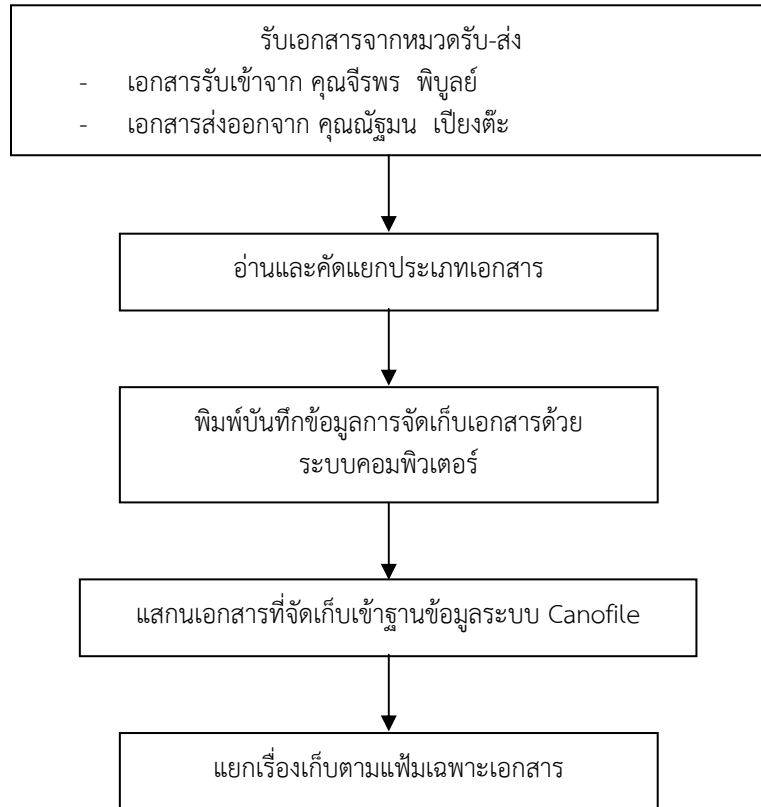 รับเอกสารจากหมวดรับ-ส่ง
- เอกสารรับเข้าจาก คุณจีรพร พิบูลย์
- เอกสารส่งออกจาก คุณณัฐมน เปียงต๊ะ
อ่านและคัดแยกประเภทเอกสาร
พิมพ์บันทึกข้อมูลการจัดเก็บเอกสารด้วย
ระบบคอมพิวเตอร์
แสกนเอกสารที่จัดเก็บเข้าฐานข้อมูลระบบ Canofile
แยกเรื่องเก็บตามแฟ้มเฉพาะเอกสาร